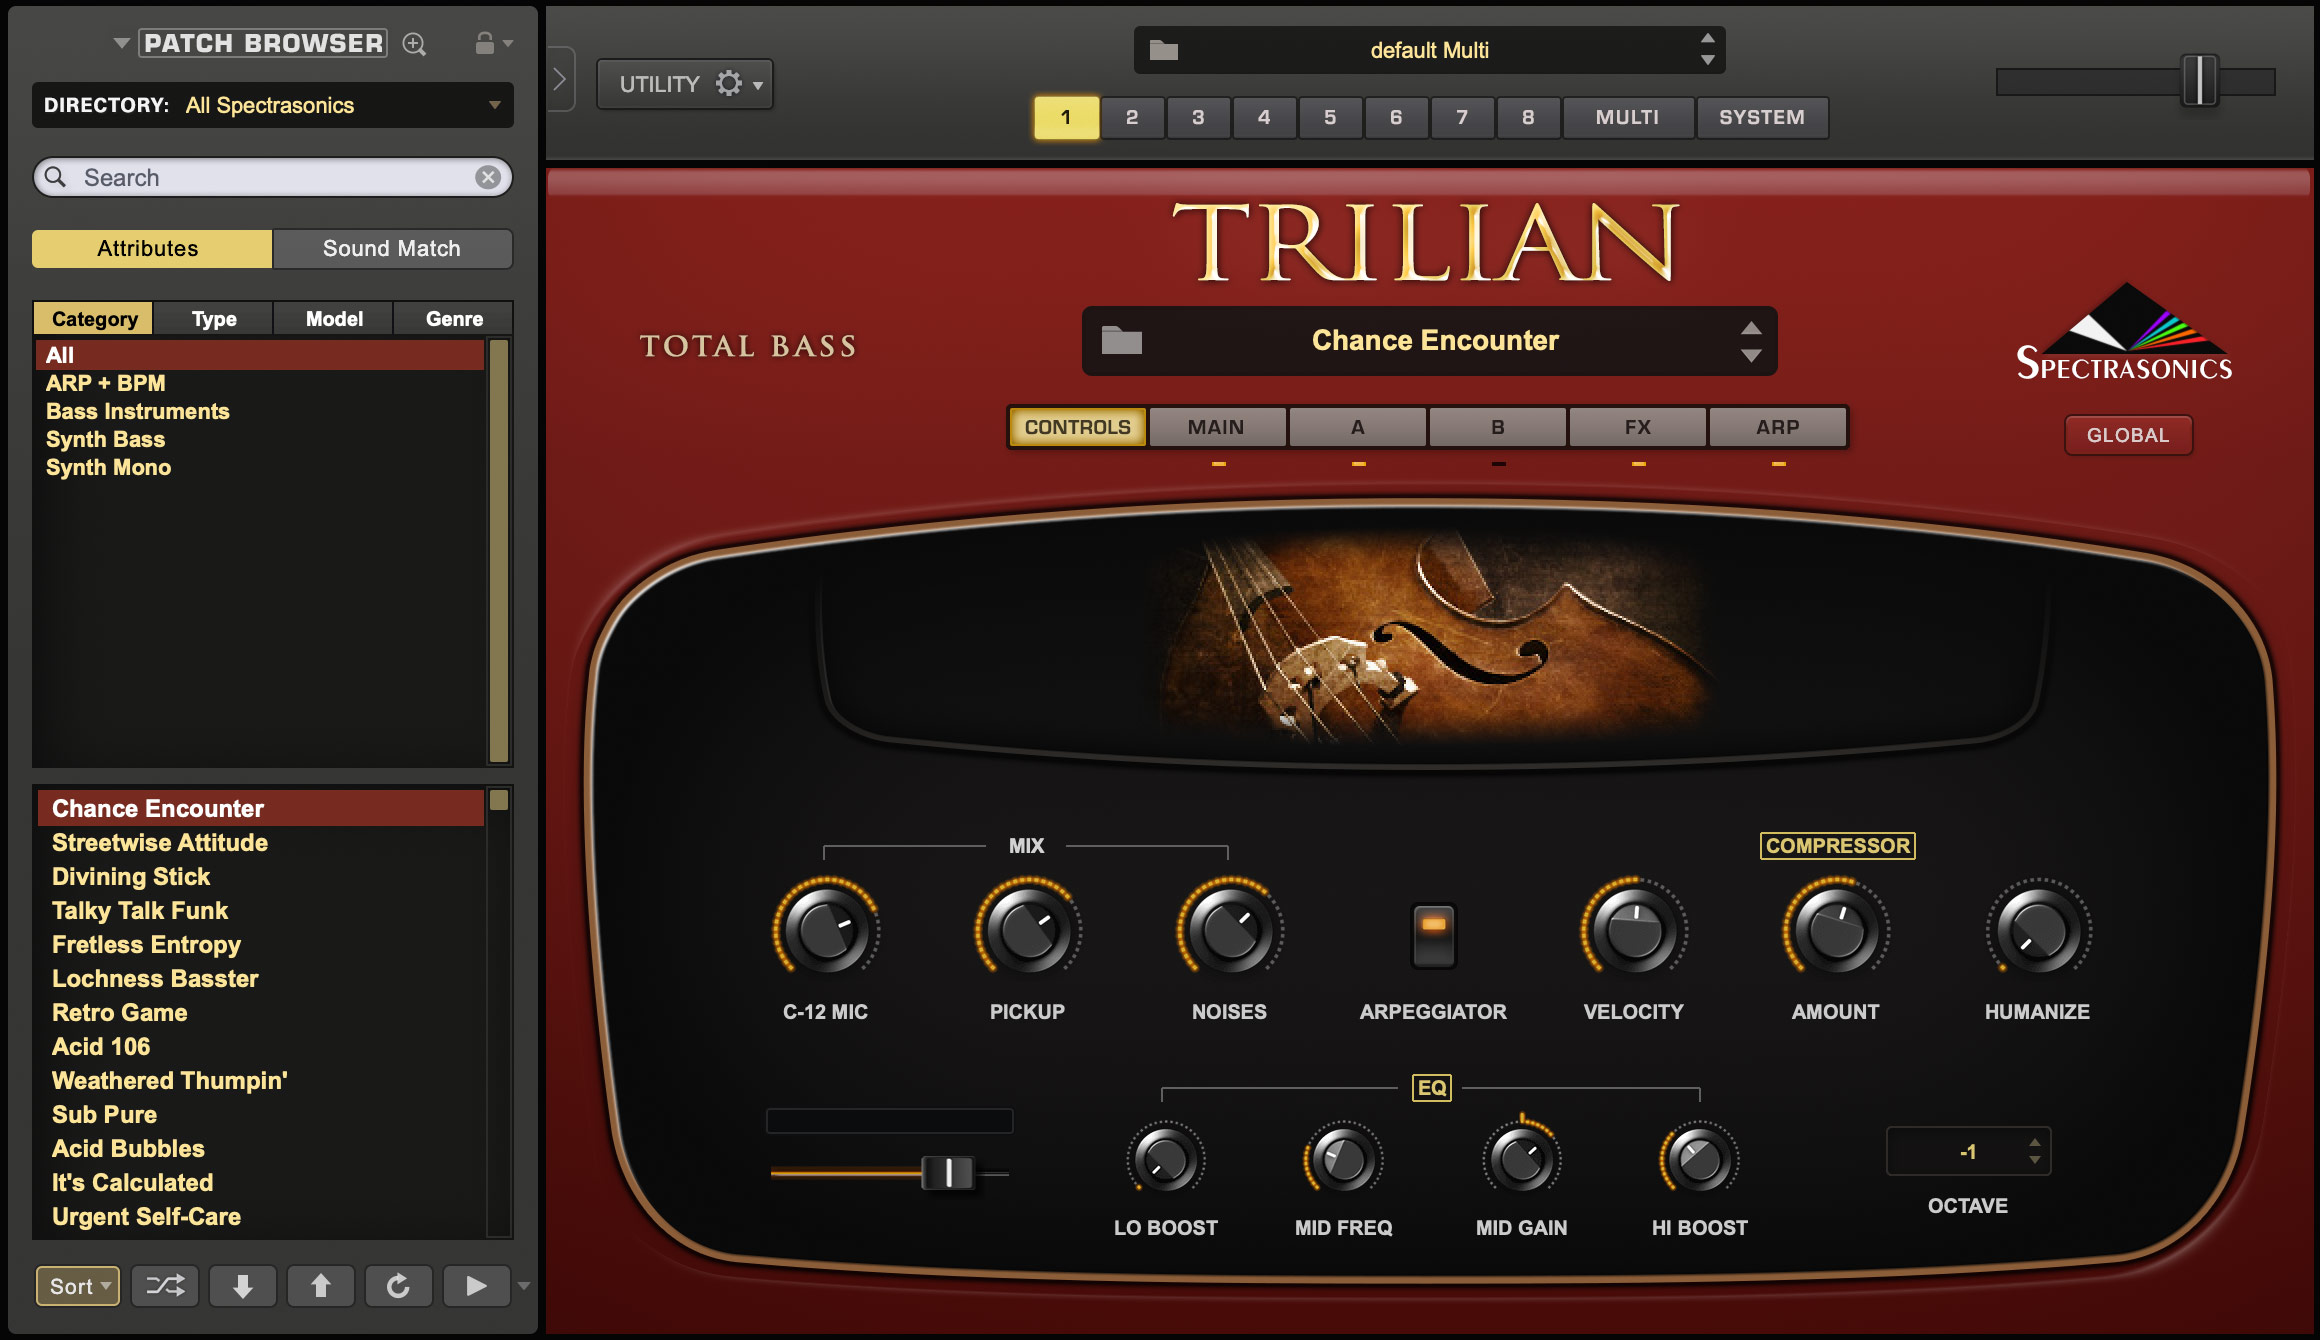 PATCH BROWSER
DIRECTORY: All Spectrasonics
Search
Attributes
Sound Match
Category
Type
Model
Genre
All
ARP + BPM
Bass Instruments
Synth Bass
Synth Mono
Chance Encounter
Streetwise Attitude
Divining Stick
Talky Talk Funk
Fretless Entropy
Lochness Basster
Retro Game
Acid 106
Weathered Thumpin'
Sub Pure
Acid Bubbles
It's Calculated
Urgent Self-Care
Sort
UTILITY
default Multi
1 2 3 4 5 6 7 8 MULTI SYSTEM
TRILIAN
TOTAL BASS
Chance Encounter
SPECTRASONICS
CONTROLS MAIN A B FX ARP
GLOBAL
MIX
COMPRESSOR
C-12 MIC PICKUP NOISES ARPEGGIATOR VELOCITY AMOUNT HUMANIZE
EQ
-1
OCTAVE
LO BOOST MID FREQ MID GAIN HI BOOST